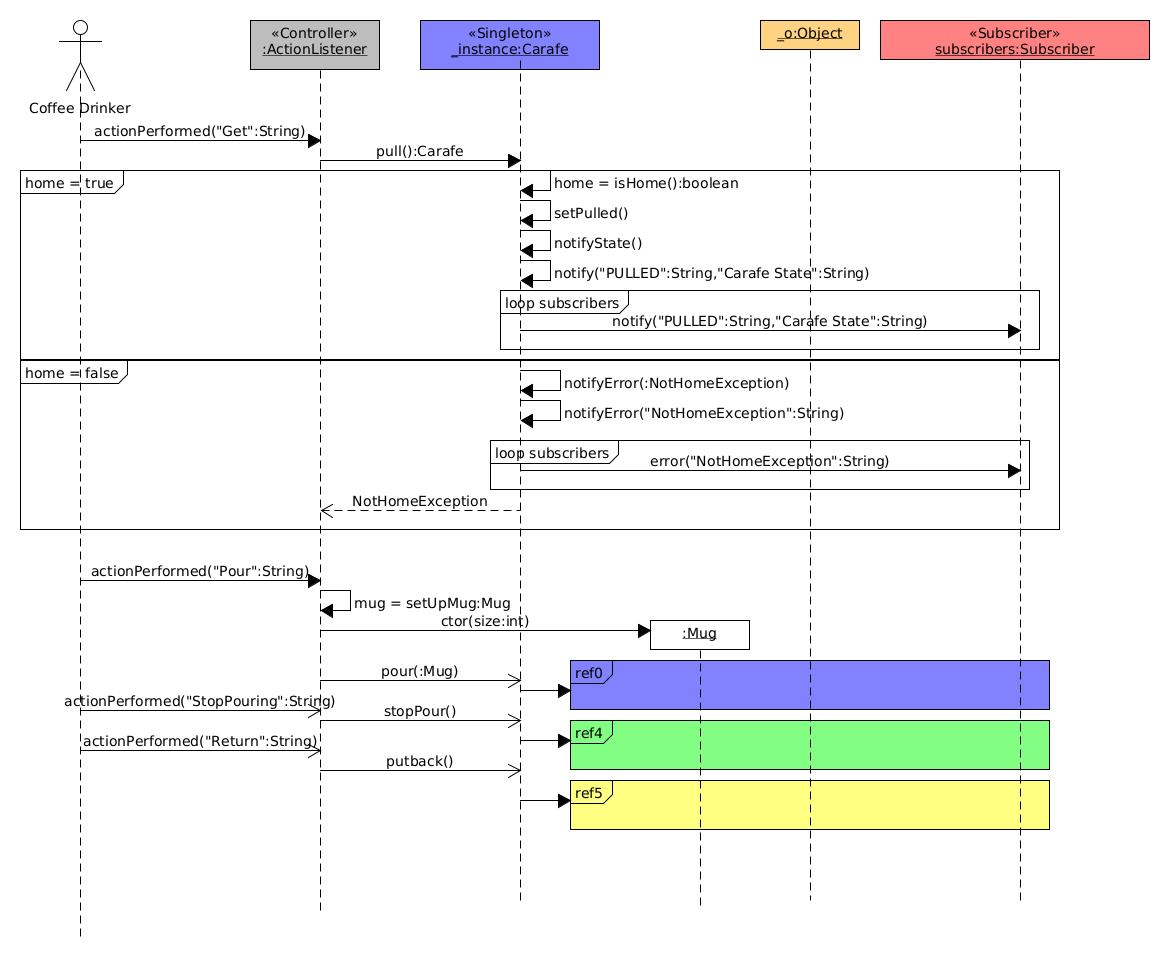 «Controller»
:ActionListener
«Singleton»
_instance:Carafe
_o:Object
«Subscriber»
subscribers:Subscriber
Coffee Drinker
actionPerformed("Get":String)
pull():Carafe
home = true
home = isHome():boolean
setPulled()
notifyState()
notify("PULLED":String,"Carafe State":String)
loop subscribers
notify("PULLED":String,"Carafe State":String)
home = false
notifyError(:NotHomeException)
notifyError("NotHomeException":String)
loop subscribers
error("NotHomeException":String)
NotHomeException
actionPerformed("Pour":String)
mug = setUpMug:Mug
ctor(size:int)
:Mug
pour(:Mug)
ref0
actionPerformed("StopPouring":String)
stopPour()
ref4
actionPerformed("Return":String)
putback()
ref5